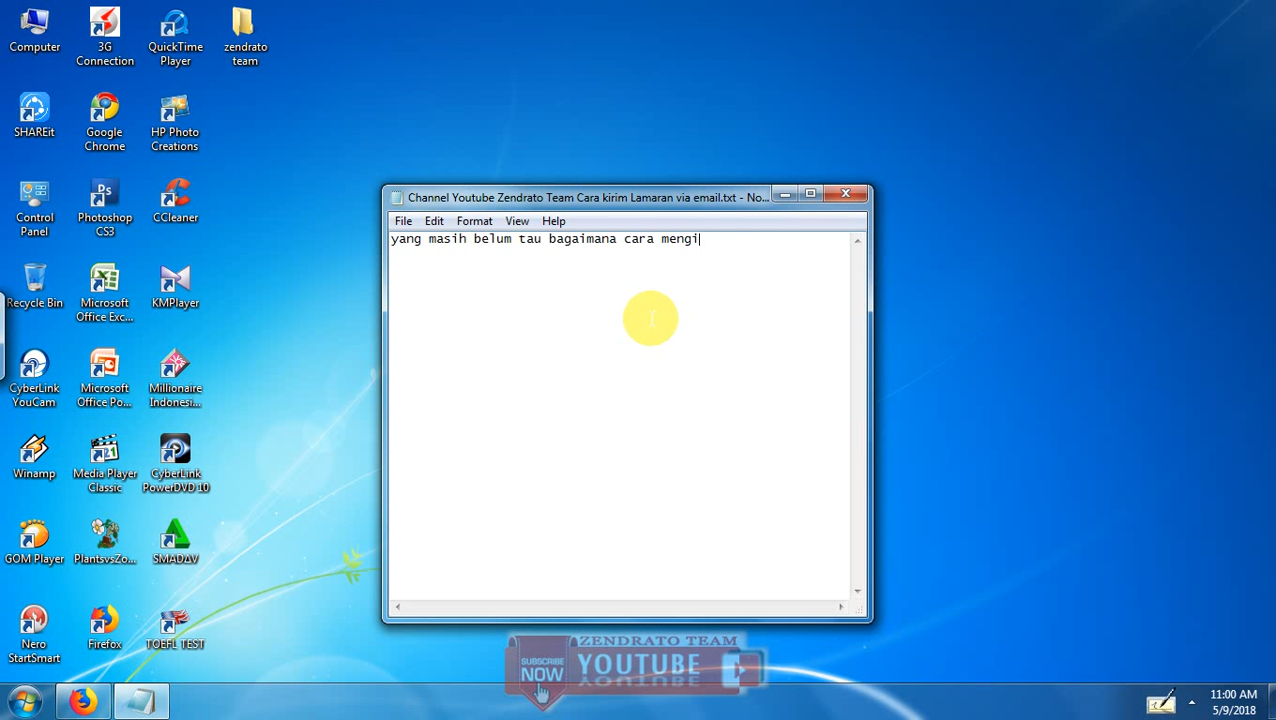 Computer
3G
Connection
QuickTime
Player
zendrato
team
SHAREit
Google
Chrome
HP Photo
Creations
Control
Panel
Ps
Photoshop
CS3
CCleaner
Recycle Bin
Microsoft
Office Exc...
KMPlayer
CyberLink
YouCam
Microsoft
Office Po...
Millionaire
Indonesi...
Winamp
21
Media Player
Classic
CyberLink
PowerDVD 10
GOM Player
PlantsvsZo...
SMADΔV
Nero
StartSmart
Firefox
TOEFL TEST
Channel Youtube Zendrato Team Cara kirim Lamaran via email.txt - No...
File Edit Format View Help
yang masih belum tau bagaimana cara mengi
ZENDRATO TEAM
SUBSCRIBE
NOW
YOUTUBE
11:00 AM
5/9/2018